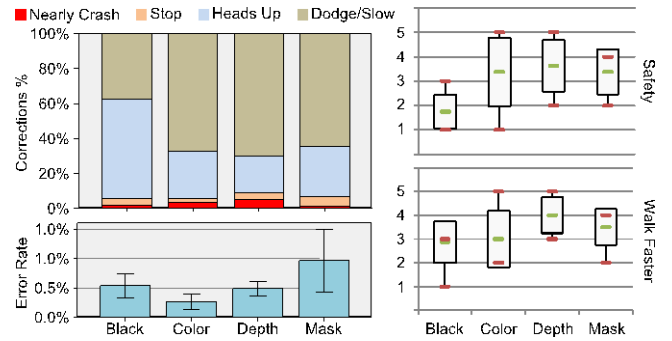 Nearly Crash Stop Heads Up Dodge/Slow
100%
80%
60%
40%
20%
0%
Corrections %
1.0%
1.0%
0.5%
0.0%
Error Rate
Black Color Depth Mask
5
4
3
2
1
Safety
5
4
3
2
1
Walk Faster
Black Color Depth Mask